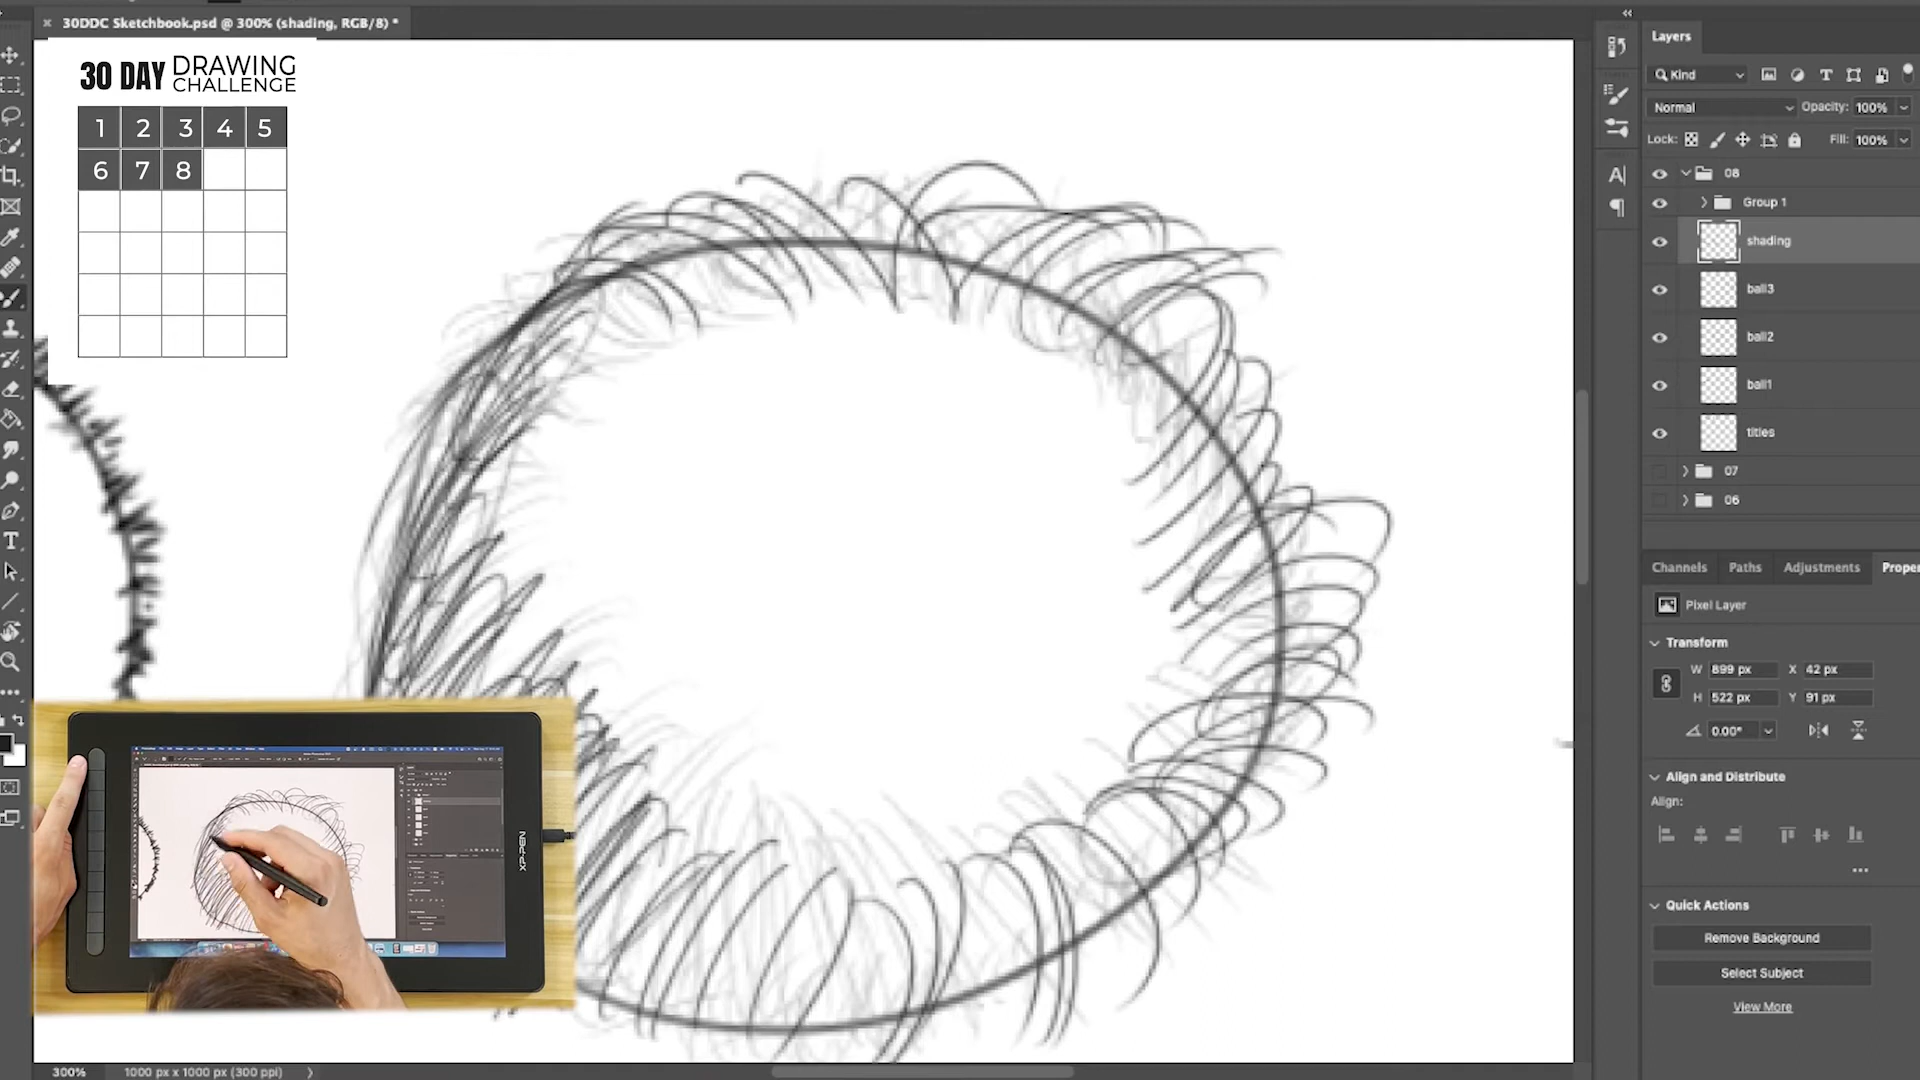 30DDC Sketchbook.psd @ 300% (shading, RGB/8) *
30 DAY DRAWING CHALLENGE
1 2 3 4 5
6 7 8
Layers
Kind
Normal Opacity: 100%
Lock: Fill: 100%
08
Group 1
shading
ball3
ball2
ball1
titles
07
06
Channels Paths Adjustments Proper
Pixel Layer
Transform
W 899 px X 42 px
H 522 px Y 91 px
0.00°
Align and Distribute
Align:
Quick Actions
Remove Background
Select Subject
View More
XPPEN
300% 1000 px x 1000 px (300 ppi)